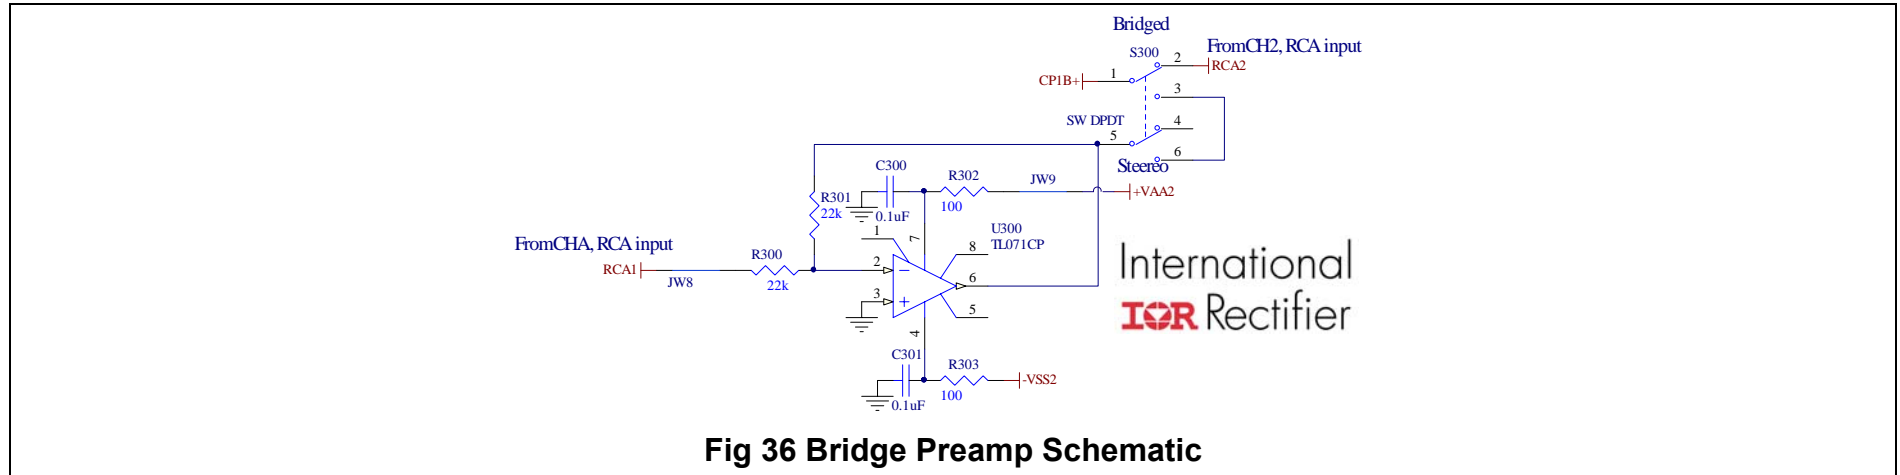 Bridged
S300
2
FromCH2, RCA input
CP1B+
1
RCA2
3
SW DPDT
4
5
6
Steereo
C300
R302
JW9
+VAA2
R301
22k
0.1uF
100
1
7
U300
TL071CP
FromCHA, RCA input
8
RCA1
R300
2
JW8
22k
6
3
5
4
International
IOR Rectifier
C301
R303
-VSS2
0.1uF
100
Fig 36 Bridge Preamp Schematic